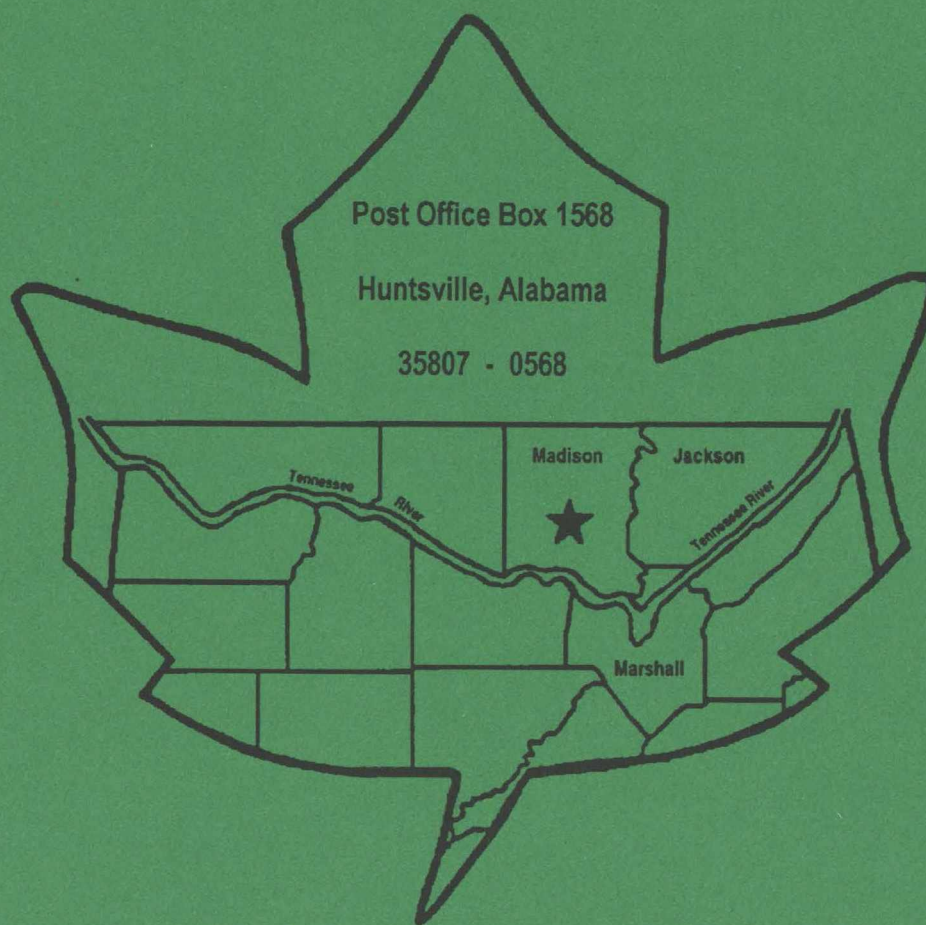 Post Office Box 1568
Huntsville, Alabama
35807 - 0568
Madison
Jackson
Tennessee
River
Tennessee River
Marshall